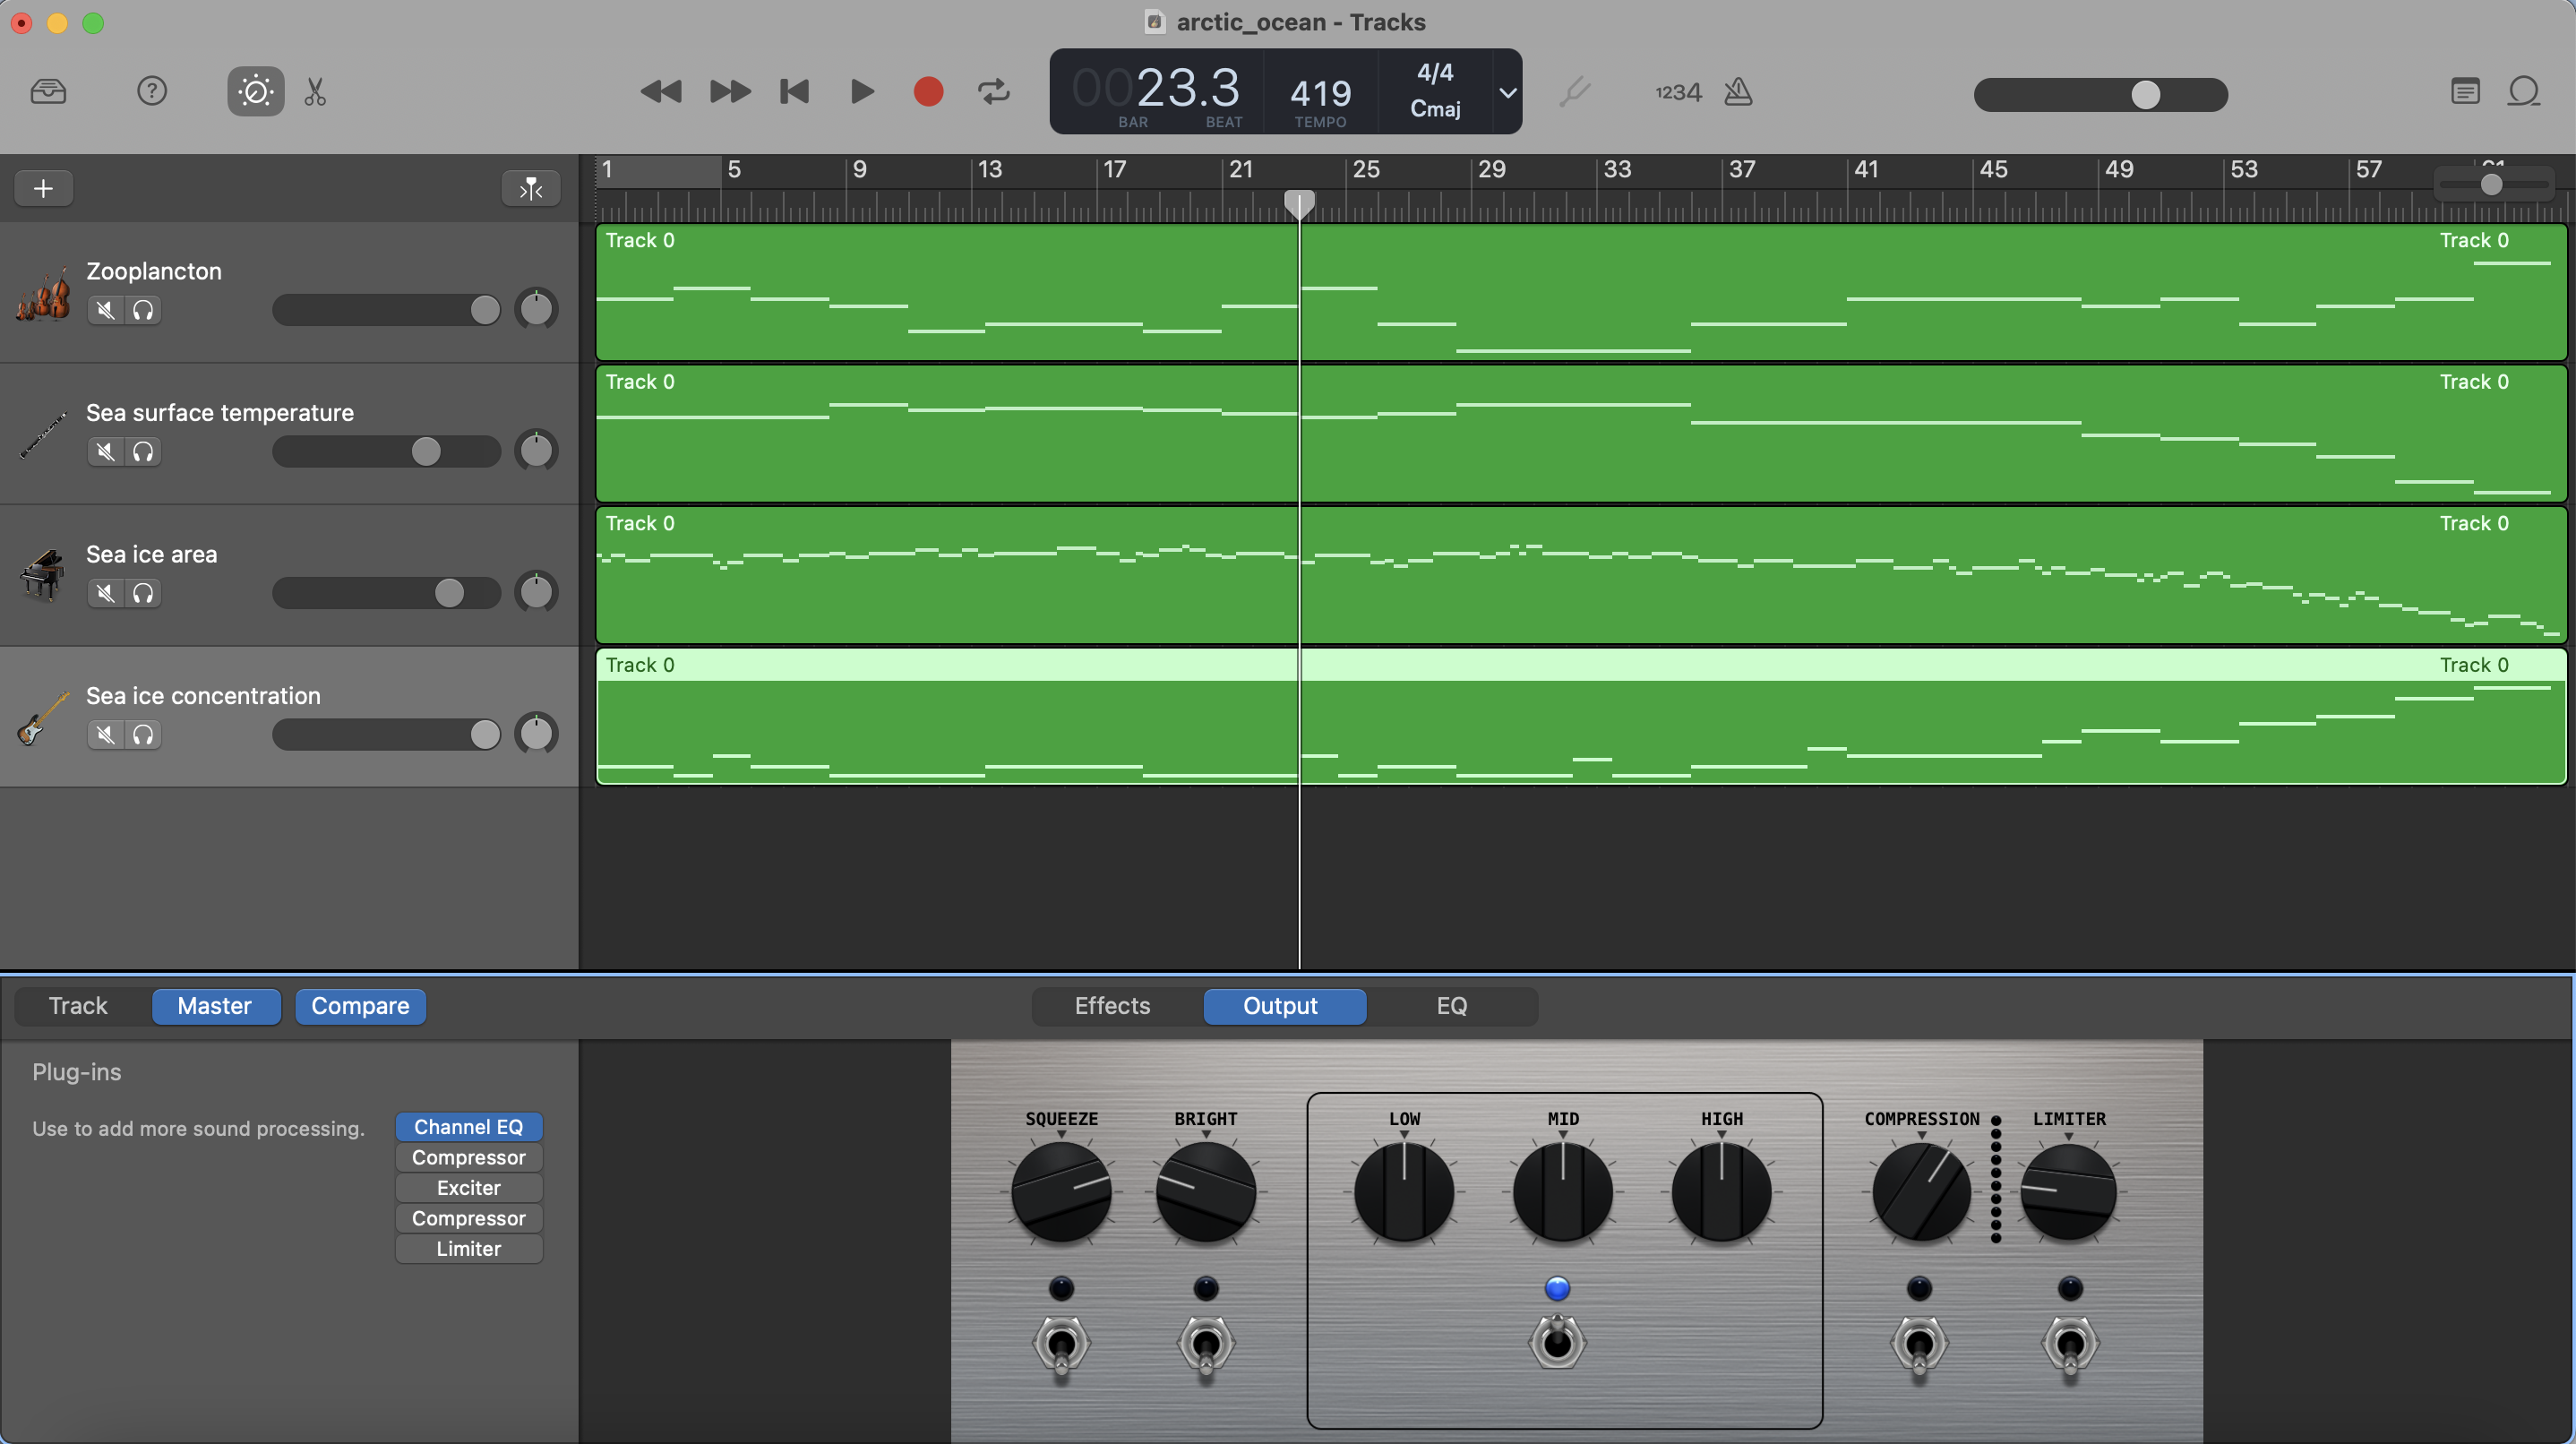 arctic_ocean - Tracks
0023.3
419
4/4
Cmaj
BAR
BEAT
TEMPO
1234
1 5 9 13 17 21 25 29 33 37 41 45 49 53 57
Zooplancton
Track 0
Track 0
Sea surface temperature
Track 0
Track 0
Sea ice area
Track 0
Track 0
Sea ice concentration
Track 0
Track 0
Track Master Compare
Effects Output EQ
Plug-ins
Use to add more sound processing.
Channel EQ
Compressor
Exciter
Compressor
Limiter
SQUEEZE BRIGHT LOW MID HIGH COMPRESSION LIMITER